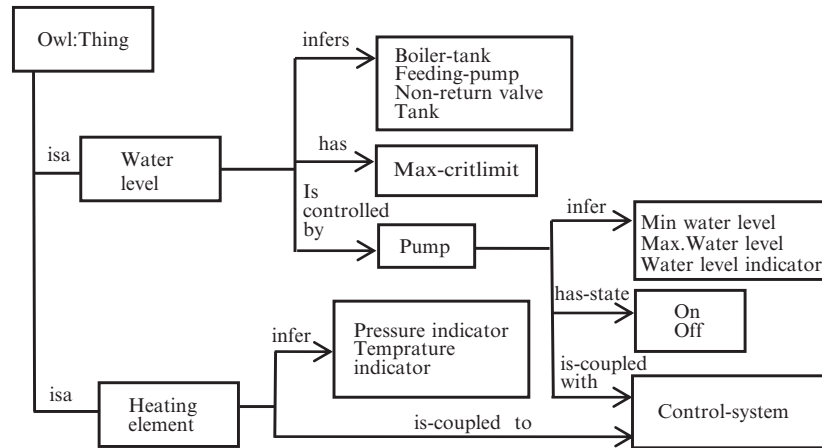 Owl:Thing
infers
Boiler-tank
Feeding-pump
Non-return valve
Tank
isa
Water
level
has
Max-critlimit
Is
controlled
by
Pump
infer
Min water level
Max.Water level
Water level indicator
has-state
On
Off
infer
Pressure indicator
Temprature
indicator
is-coupled
with
isa
Heating
element
is-coupled to
Control-system